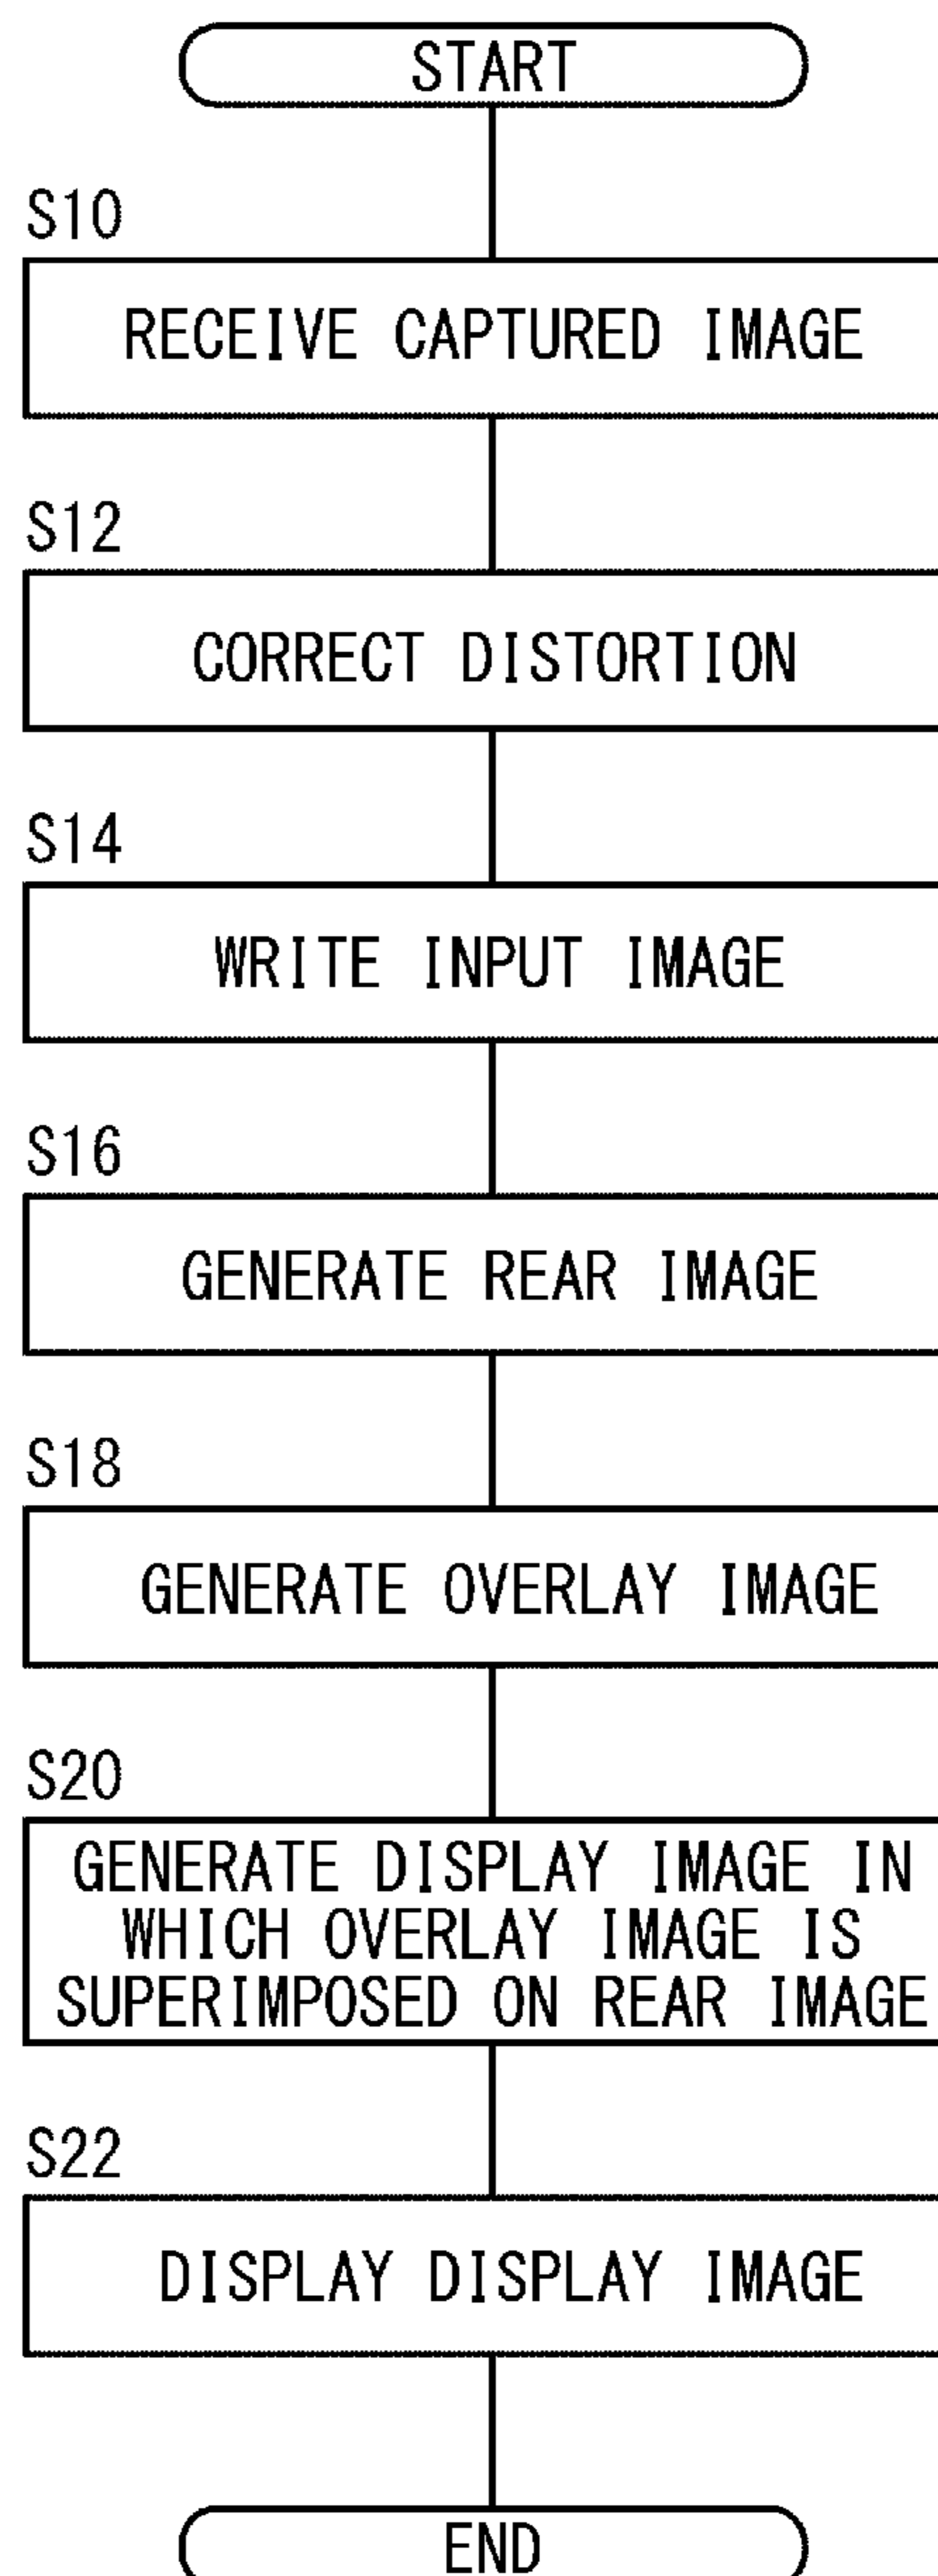 START
S10
RECEIVE CAPTURED IMAGE
S12
CORRECT DISTORTION
S14
WRITE INPUT IMAGE
S16
GENERATE REAR IMAGE
S18
GENERATE OVERLAY IMAGE
S20
GENERATE DISPLAY IMAGE IN
WHICH OVERLAY IMAGE IS
SUPERIMPOSED ON REAR IMAGE
S22
DISPLAY DISPLAY IMAGE
END